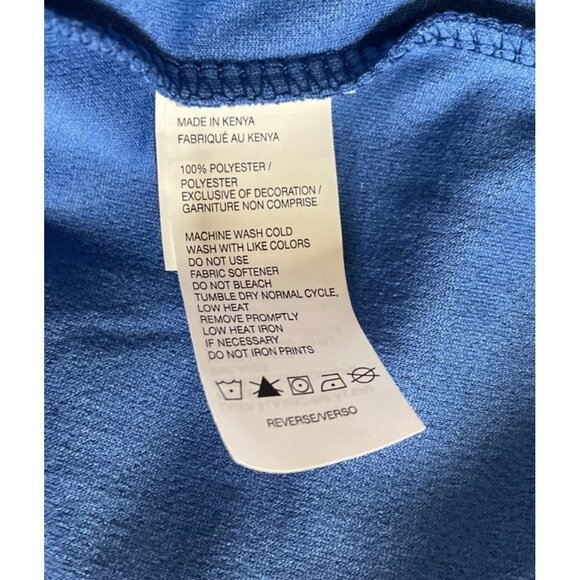 MADE IN KENYA
FABRIQUÉ AU KENYA
100% POLYESTER /
POLYESTER
EXCLUSIVE OF DECORATION /
GARNITURE NON COMPRISE
MACHINE WASH COLD
WASH WITH LIKE COLORS
DO NOT USE
FABRIC SOFTENER
DO NOT BLEACH
TUMBLE DRY NORMAL CYCLE,
LOW HEAT
REMOVE PROMPTLY
LOW HEAT IRON
IF NECESSARY
DO NOT IRON PRINTS
REVERSE/VERSO